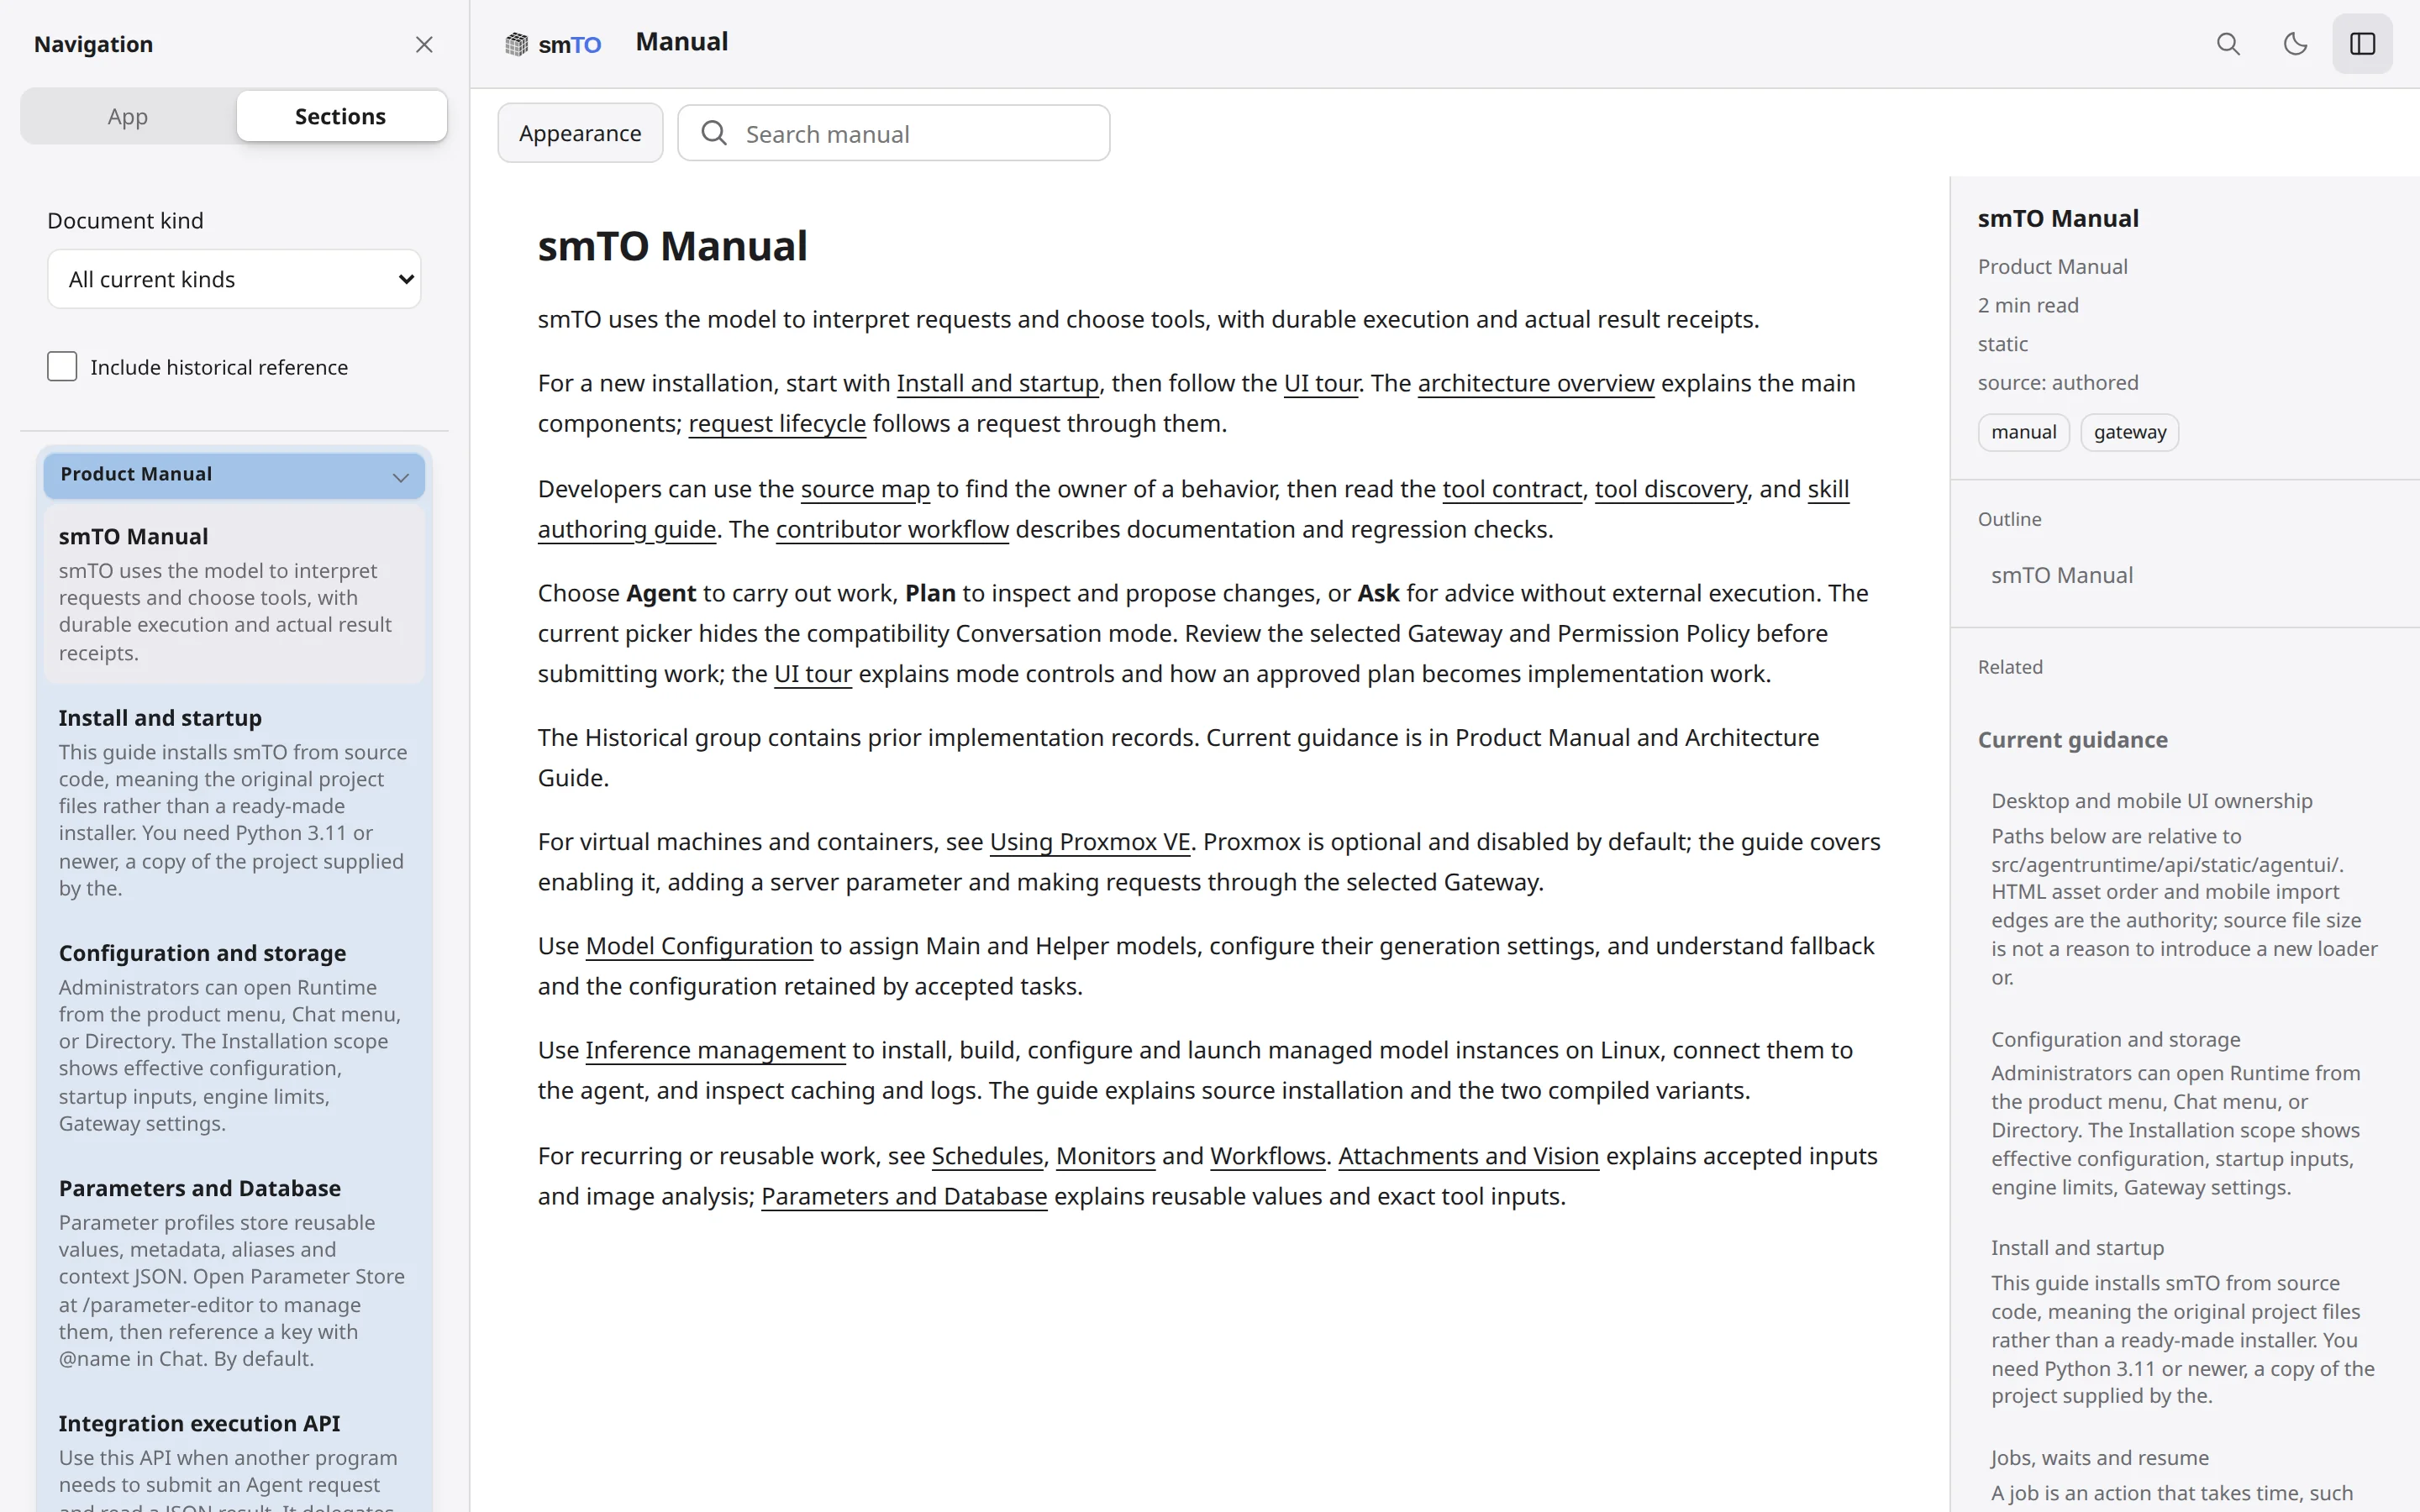 Navigation
App
Sections
Document kind
All current kinds
Include historical reference
Product Manual
smTO Manual
smTO uses the model to interpret
requests and choose tools, with
durable execution and actual result
receipts.
Install and startup
This guide installs smTO from source
code, meaning the original project
files rather than a ready-made
installer. You need Python 3.11 or
newer, a copy of the project supplied
by the.
Configuration and storage
Administrators can open Runtime
from the product menu, Chat menu,
or Directory. The Installation scope
shows effective configuration,
startup inputs, engine limits,
Gateway settings.
Parameters and Database
Parameter profiles store reusable
values, metadata, aliases and
context JSON. Open Parameter Store
at /parameter-editor to manage
them, then reference a key with
@name in Chat. By default.
Integration execution API
Use this API when another program
needs to submit an Agent request
and read a JSON result. It delegates
smTO
Manual
Appearance
Search manual
smTO Manual
smTO uses the model to interpret requests and choose tools, with durable execution and actual result receipts.
For a new installation, start with Install and startup, then follow the UI tour. The architecture overview explains the main
components; request lifecycle follows a request through them.
Developers can use the source map to find the owner of a behavior, then read the tool contract, tool discovery, and skill
authoring guide. The contributor workflow describes documentation and regression checks.
Choose Agent to carry out work, Plan to inspect and propose changes, or Ask for advice without external execution. The
current picker hides the compatibility Conversation mode. Review the selected Gateway and Permission Policy before
submitting work; the UI tour explains mode controls and how an approved plan becomes implementation work.
The Historical group contains prior implementation records. Current guidance is in Product Manual and Architecture
Guide.
For virtual machines and containers, see Using Proxmox VE. Proxmox is optional and disabled by default; the guide covers
enabling it, adding a server parameter and making requests through the selected Gateway.
Use Model Configuration to assign Main and Helper models, configure their generation settings, and understand fallback
and the configuration retained by accepted tasks.
Use Inference management to install, build, configure and launch managed model instances on Linux, connect them to
the agent, and inspect caching and logs. The guide explains source installation and the two compiled variants.
For recurring or reusable work, see Schedules, Monitors and Workflows. Attachments and Vision explains accepted inputs
and image analysis; Parameters and Database explains reusable values and exact tool inputs.
smTO Manual
Product Manual
2 min read
static
source: authored
manual
gateway
Outline
smTO Manual
Related
Current guidance
Desktop and mobile UI ownership
Paths below are relative to
src/agentruntime/api/static/agentui/.
HTML asset order and mobile import
edges are the authority; source file size
is not a reason to introduce a new loader
or.
Configuration and storage
Administrators can open Runtime from
the product menu, Chat menu, or
Directory. The Installation scope shows
effective configuration, startup inputs,
engine limits, Gateway settings.
Install and startup
This guide installs smTO from source
code, meaning the original project files
rather than a ready-made installer. You
need Python 3.11 or newer, a copy of the
project supplied by the.
Jobs, waits and resume
A job is an action that takes time, such